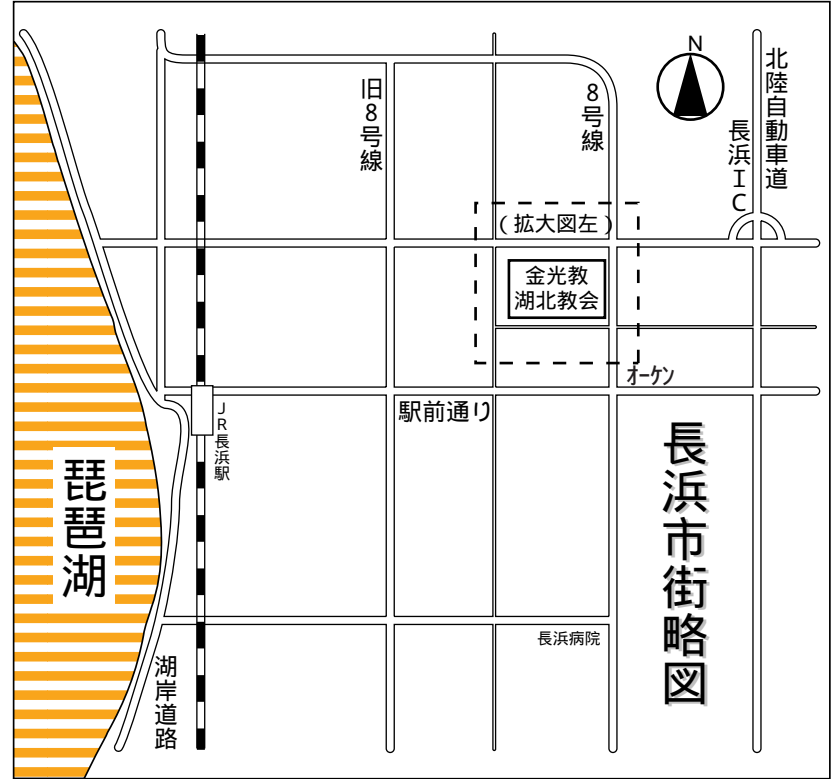 N
北陸自動車道
長浜IC
8号線
旧8号線
(拡大図左)
金光教
湖北教会
オーケン
駅前通り
JR長浜駅
琵琶湖
長浜市街略図
長浜病院
湖岸道路